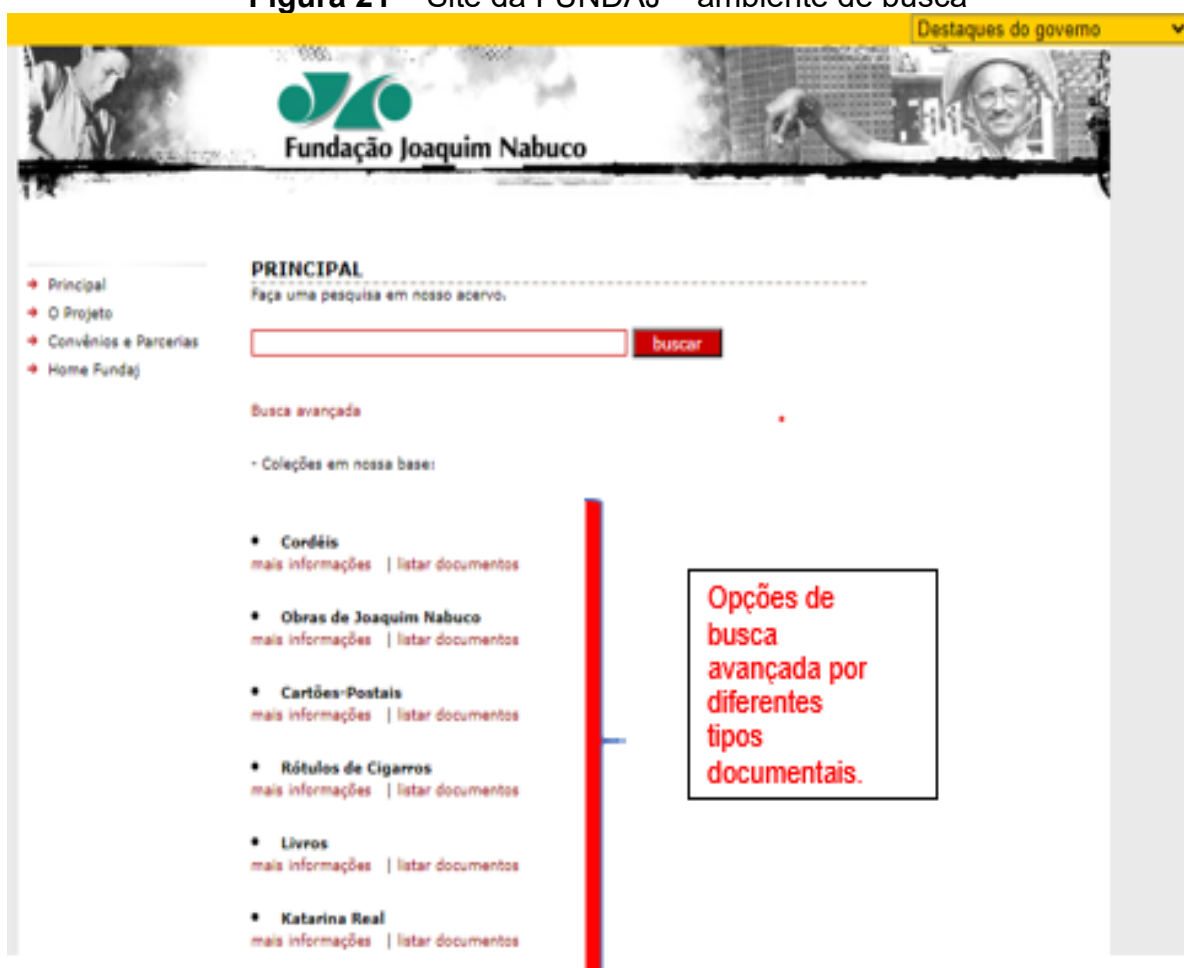 Figura 21 – Site da FUNDAJ – ambiente de busca
Destaques do governo
Fundação Joaquim Nabuco
Principal
O Projeto
Convênios e Parcerias
Home Fundaj
PRINCIPAL
Faça uma pesquisa em nosso acervo.
buscar
Busca avançada
- Coleções em nossa base:
• Cordéis
mais informações | listar documentos
• Obras de Joaquim Nabuco
mais informações | listar documentos
• Cartões-Postais
mais informações | listar documentos
• Rótulos de Cigarros
mais informações | listar documentos
• Livros
mais informações | listar documentos
• Katarina Real
mais informações | listar documentos
Opções de
busca
avançada por
diferentes
tipos
documentais.